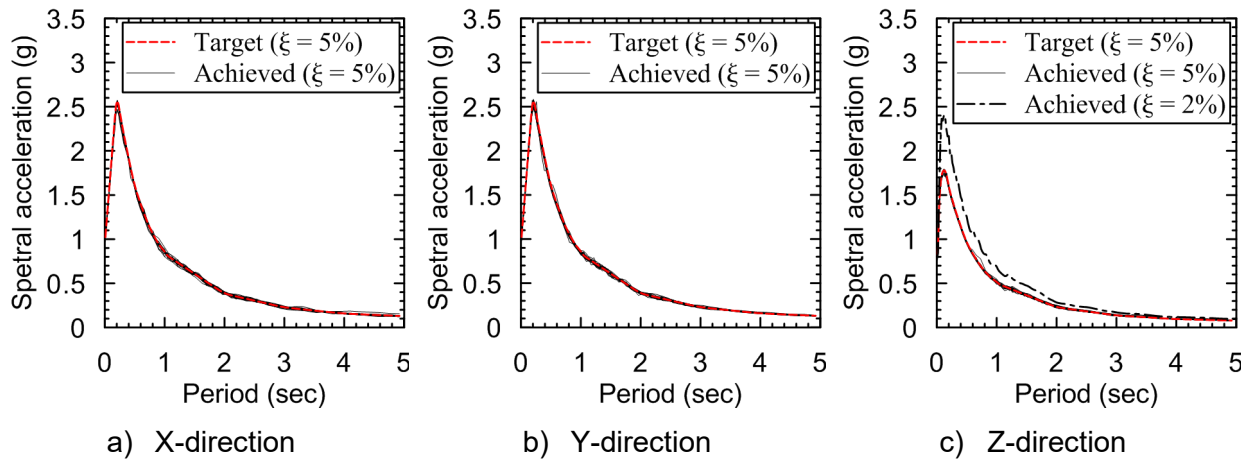 Spetral acceleration (g)
3.5
3
2.5
2
1.5
1
0.5
0
Target (ξ = 5%)
Achieved (ξ = 5%)
0 1 2 3 4 5
Period (sec)
a) X-direction
Spetral acceleration (g)
3.5
3
2.5
2
1.5
1
0.5
0
Target (ξ = 5%)
Achieved (ξ = 5%)
0 1 2 3 4 5
Period (sec)
b) Y-direction
Spetral acceleration (g)
3.5
3
2.5
2
1.5
1
0.5
0
Target (ξ = 5%)
Achieved (ξ = 5%)
Achieved (ξ = 2%)
0 1 2 3 4 5
Period (sec)
c) Z-direction